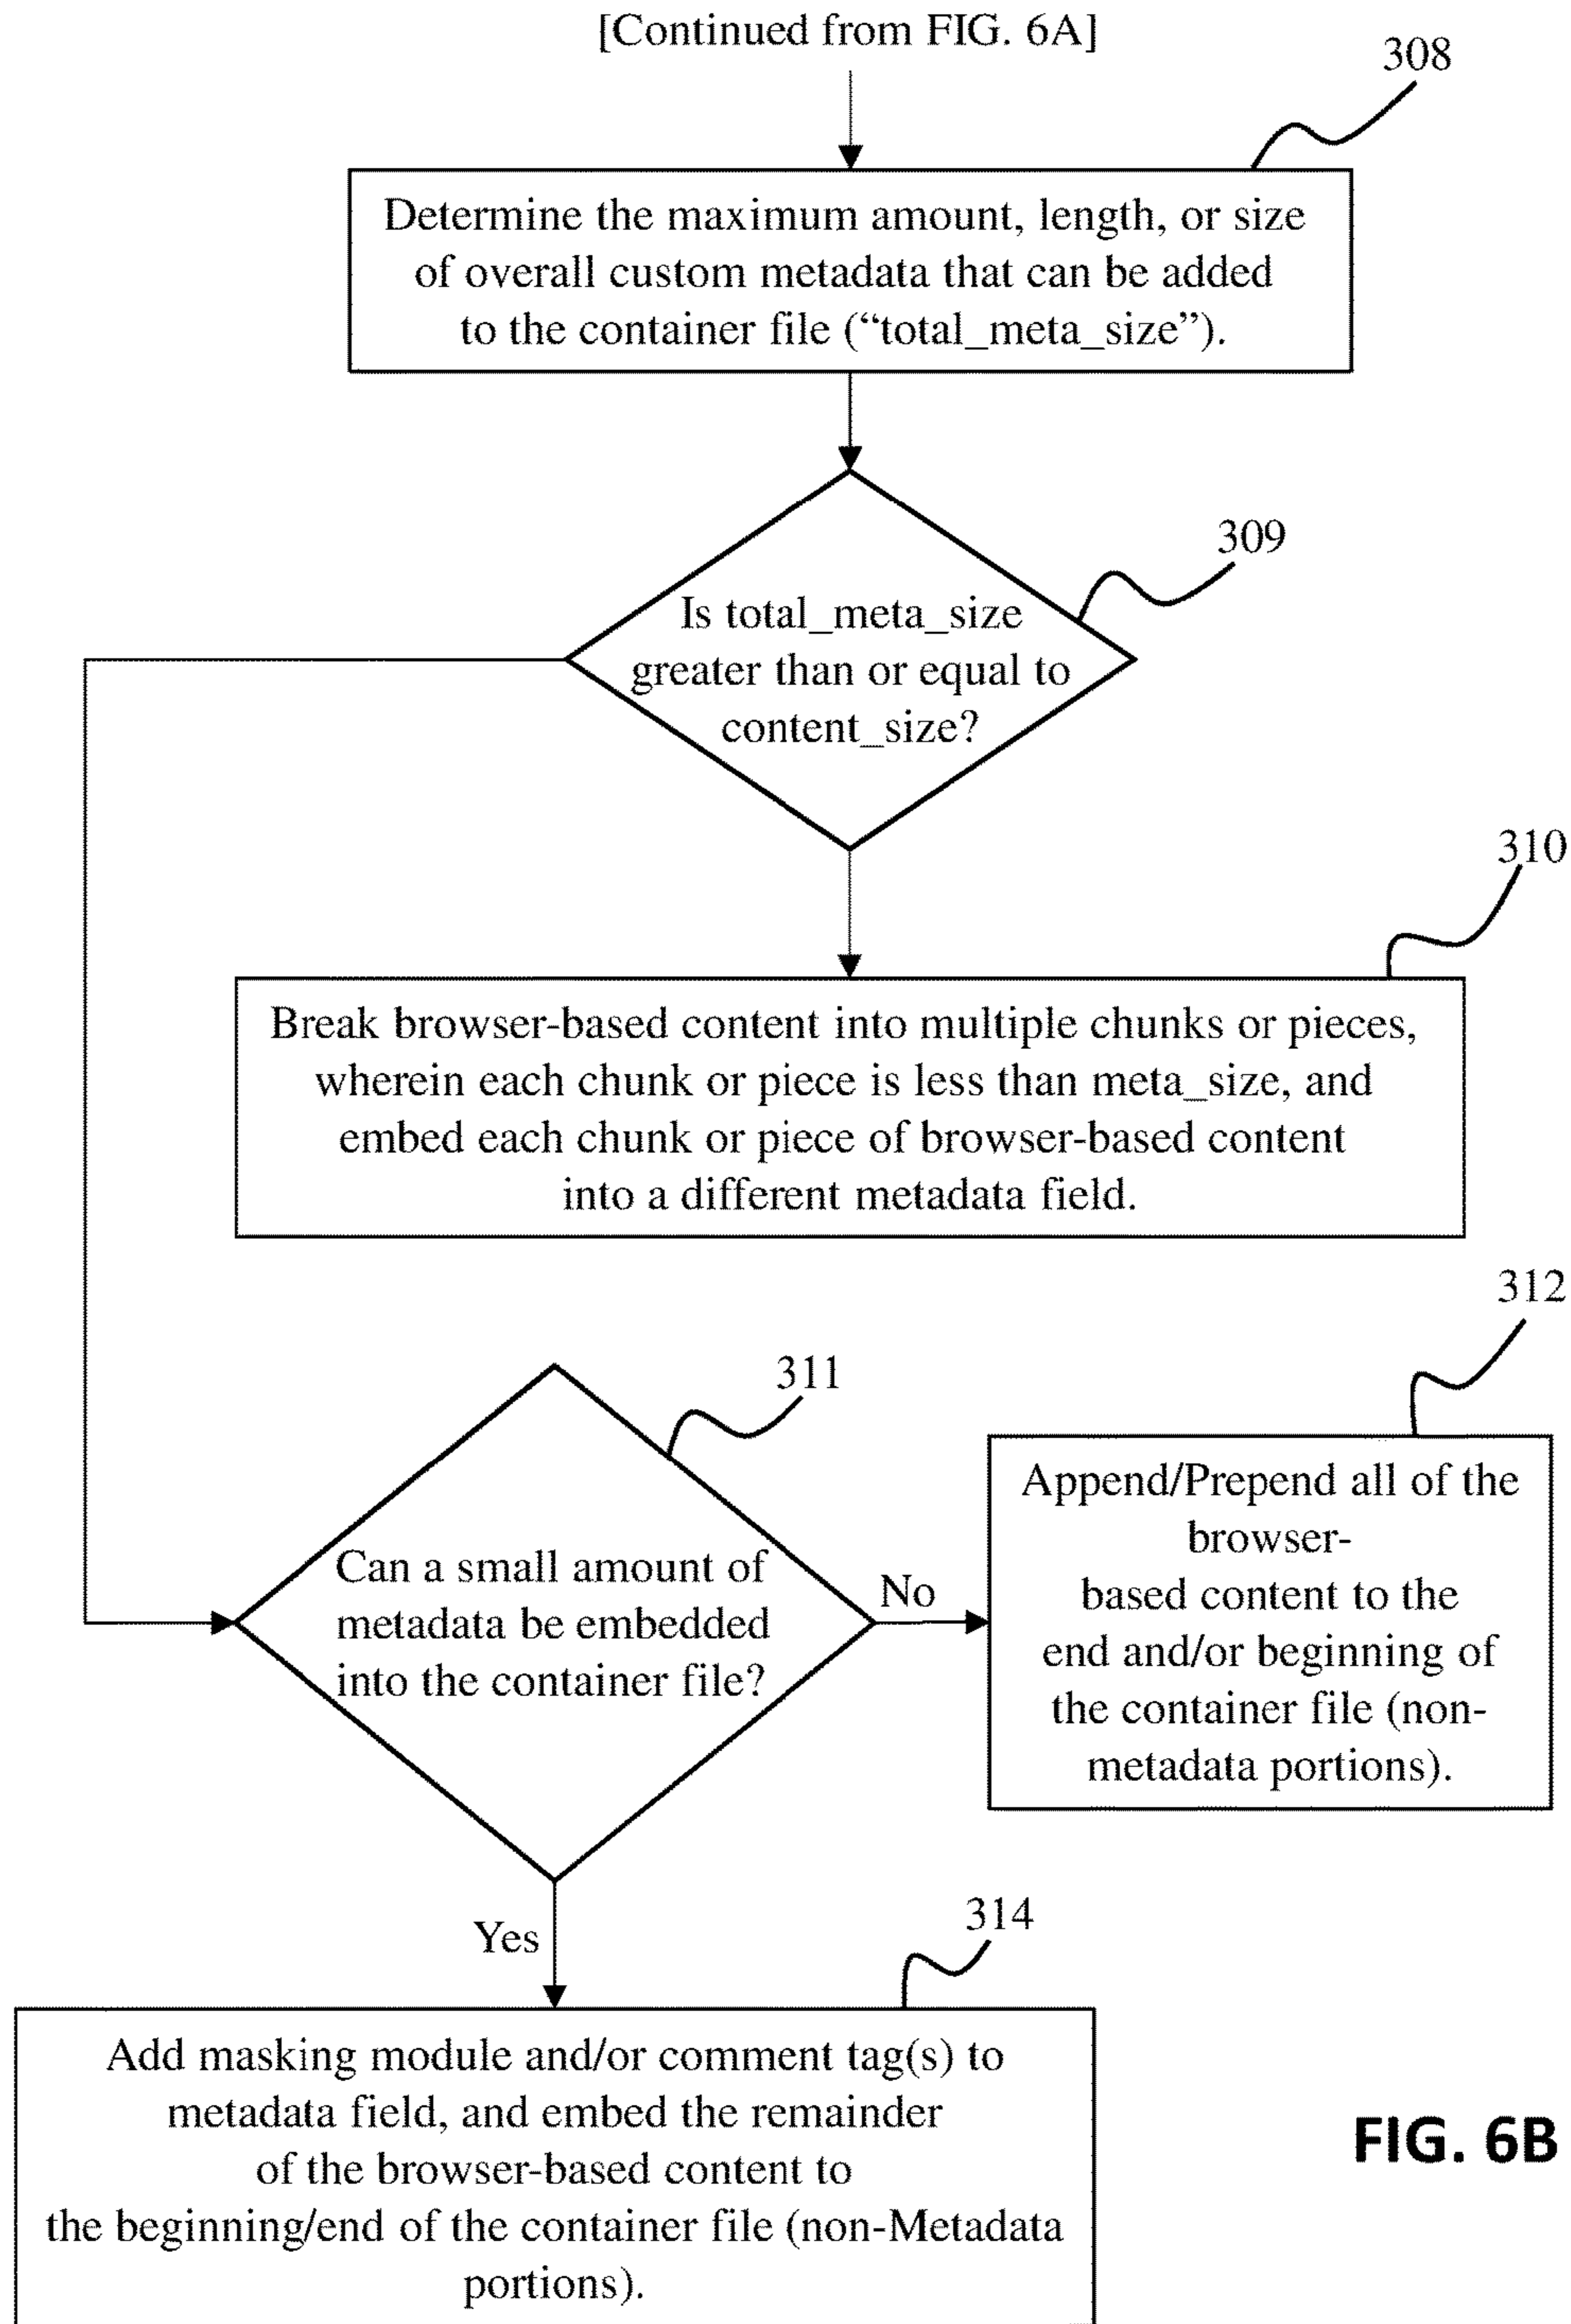 [Continued from FIG. 6A]
308
Determine the maximum amount, length, or size
of overall custom metadata that can be added
to the container file (“total_meta_size”).
309
Is total_meta_size
greater than or equal to
content_size?
310
Break browser-based content into multiple chunks or pieces,
wherein each chunk or piece is less than meta_size, and
embed each chunk or piece of browser-based content
into a different metadata field.
312
311
Can a small amount of
metadata be embedded
into the container file?
No
Append/Prepend all of the
browser-
based content to the
end and/or beginning of
the container file (non-
metadata portions).
Yes
314
Add masking module and/or comment tag(s) to
metadata field, and embed the remainder
of the browser-based content to
the beginning/end of the container file (non-Metadata
portions).
FIG. 6B